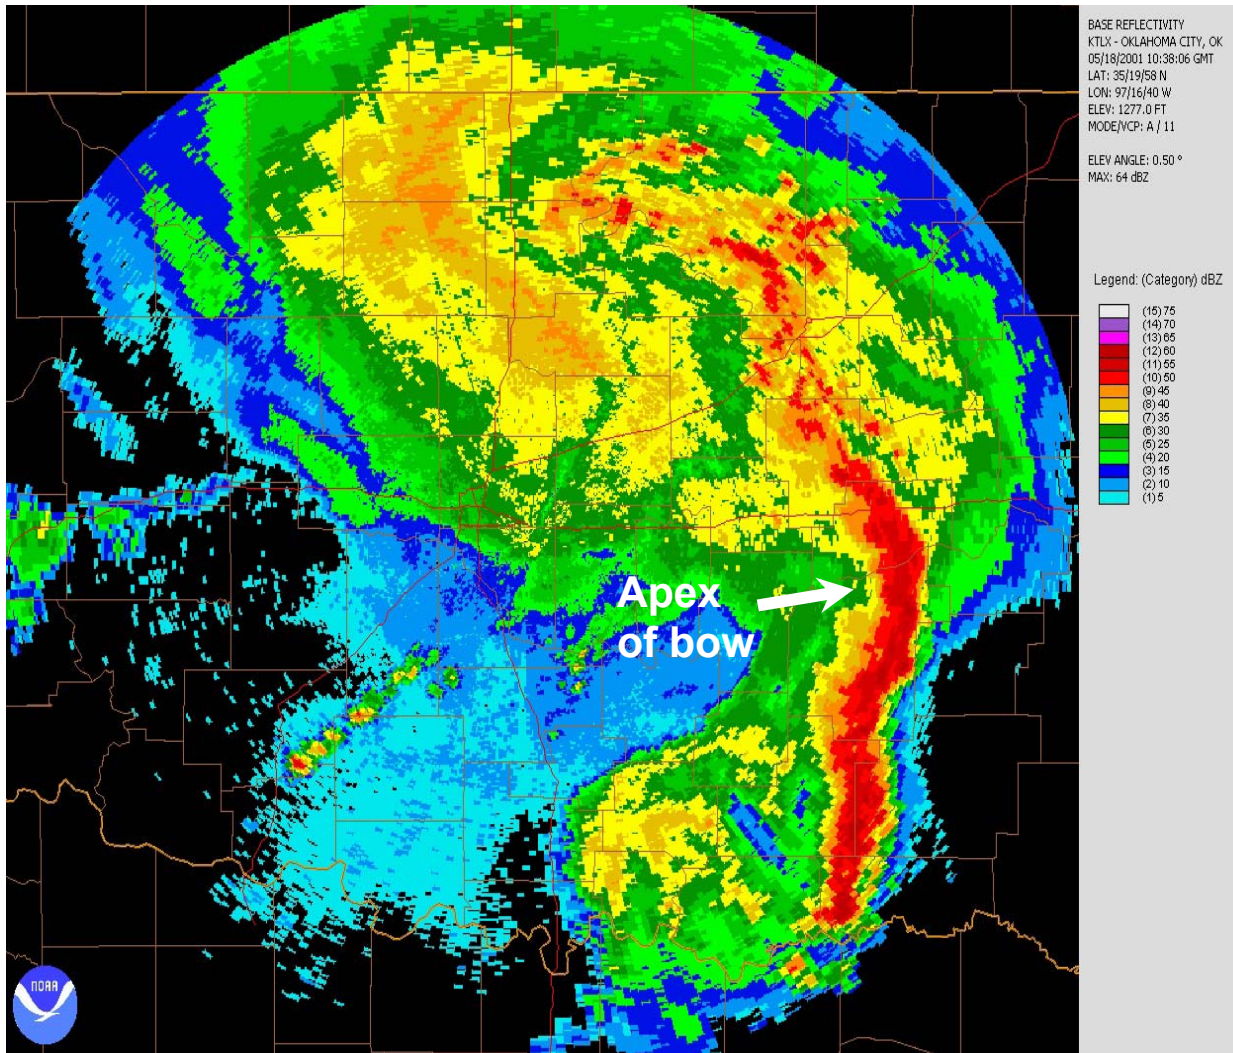 BASE REFLECTIVITY
KTLX - OKLAHOMA CITY, OK
05/18/2001 10:38:06 GMT
LAT: 35/19/58 N
LON: 97/16/40 W
ELEV: 1277.0 FT
MODE/VCP: A / 11
ELEV ANGLE: 0.50 °
MAX: 64 dBZ
Legend: (Category) dBZ
(15) 75
(14) 70
(13) 65
(12) 60
(11) 55
(10) 50
(9) 45
(8) 40
(7) 35
(6) 30
(5) 25
(4) 20
(3) 15
(2) 10
(1) 5
Apex
of bow
NOAA